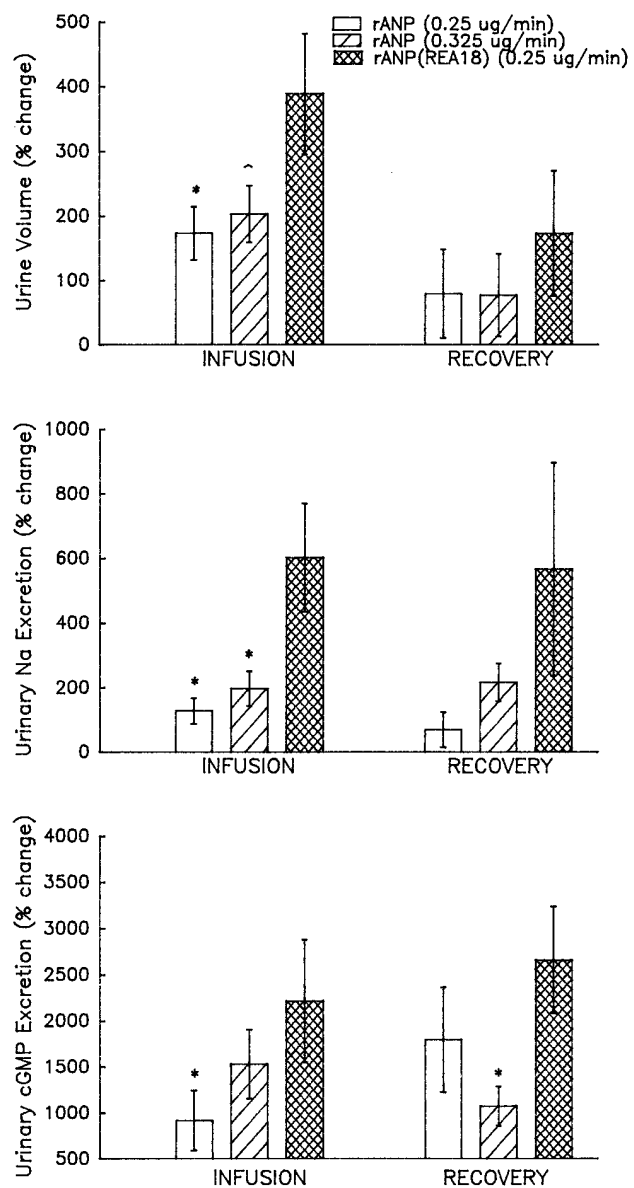 rANP (0.25 ug/min)
rANP (0.325 ug/min)
rANP(REA18) (0.25 ug/min)
Urine Volume (% change)
500
400
300
200
100
0
*
^
INFUSION
RECOVERY
Urinary Na Excretion (% change)
1000
800
600
400
200
0
*
*
INFUSION
RECOVERY
Urinary cGMP Excretion (% change)
4000
3500
3000
2500
2000
1500
1000
500
*
*
INFUSION
RECOVERY